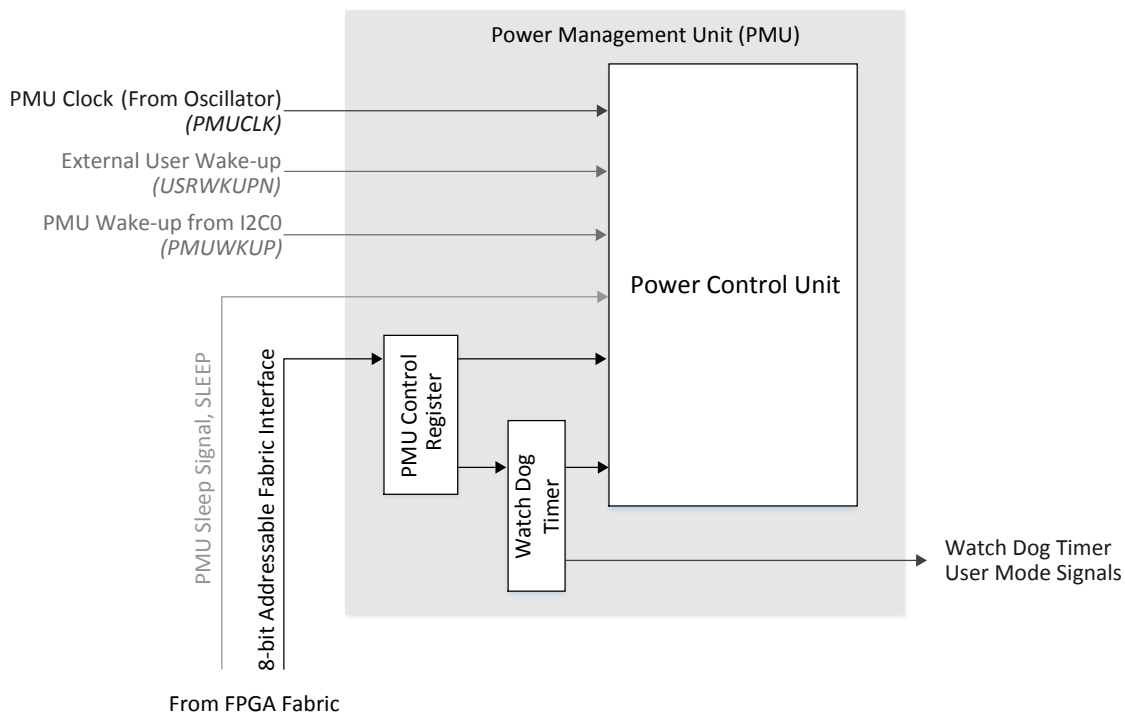 Power Management Unit (PMU)
PMU Clock (From Oscillator)
(PMUCLK)
External User Wake-up
(USRWKUPN)
PMU Wake-up from I2C0
(PMUWKUP)
Power Control Unit
PMU Sleep Signal, SLEEP
8-bit Addressable Fabric Interface
PMU Control
Register
Watch Dog
Timer
Watch Dog Timer
User Mode Signals
From FPGA Fabric